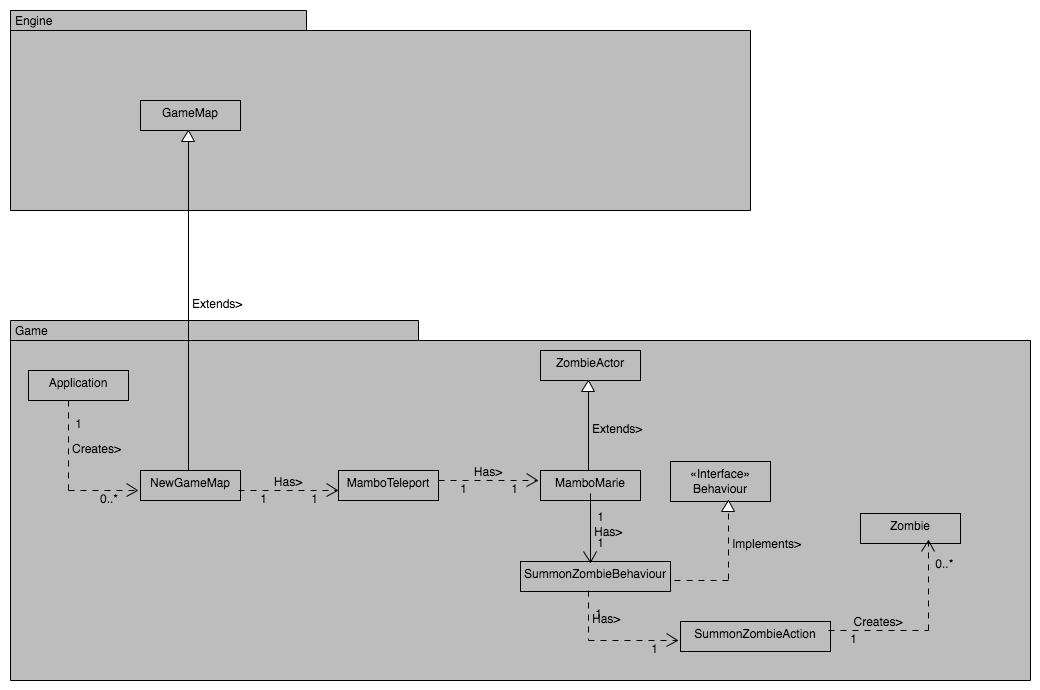 Engine
GameMap
Extends>
Game
ZombieActor
Application
1
Creates>
Extends>
0..*
NewGameMap
Has>
1
1
MamboTeleport
Has>
1
1
MamboMarie
«Interface»
Behaviour
1
Has>
1
Implements>
Zombie
0..*
SummonZombieBehaviour
1
Has>
1
SummonZombieAction
Creates>
1